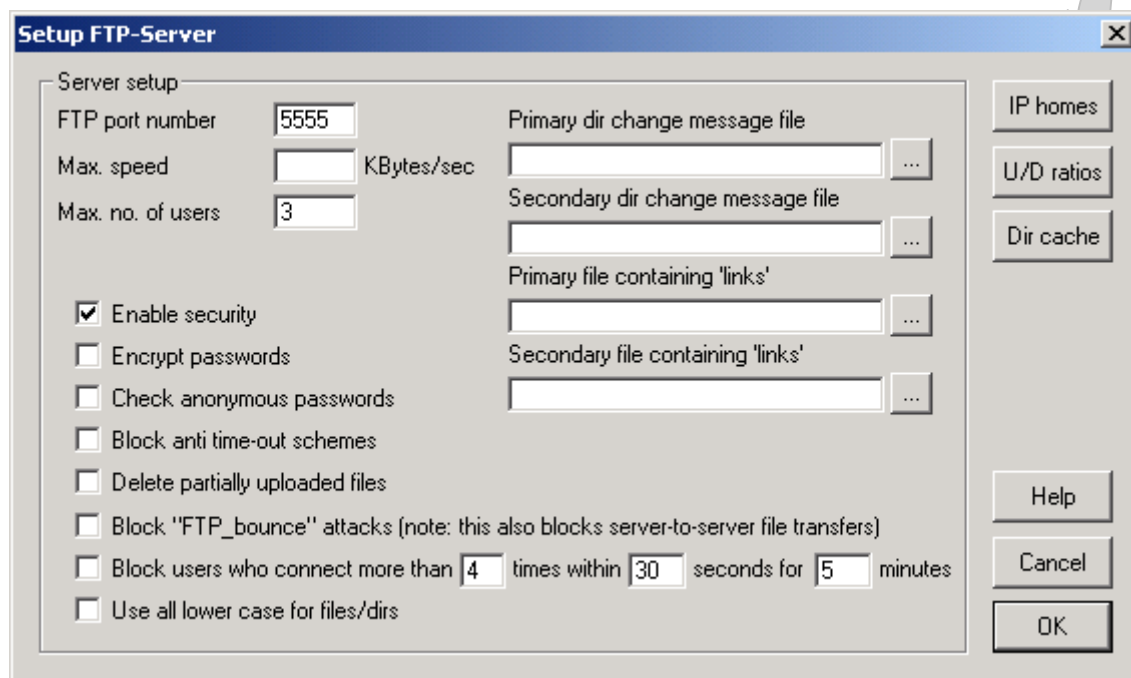 Setup FTP-Server
Server setup
FTP port number 5555
Max. speed KBytes/sec
Max. no. of users 3
Primary dir change message file
...
Secondary dir change message file
...
Primary file containing 'links'
...
Secondary file containing 'links'
...
Enable security
Encrypt passwords
Check anonymous passwords
Block anti time-out schemes
Delete partially uploaded files
Block "FTP_bounce" attacks (note: this also blocks server-to-server file transfers)
Block users who connect more than 4 times within 30 seconds for 5 minutes
Use all lower case for files/dirs
IP homes
U/D ratios
Dir cache
Help
Cancel
OK